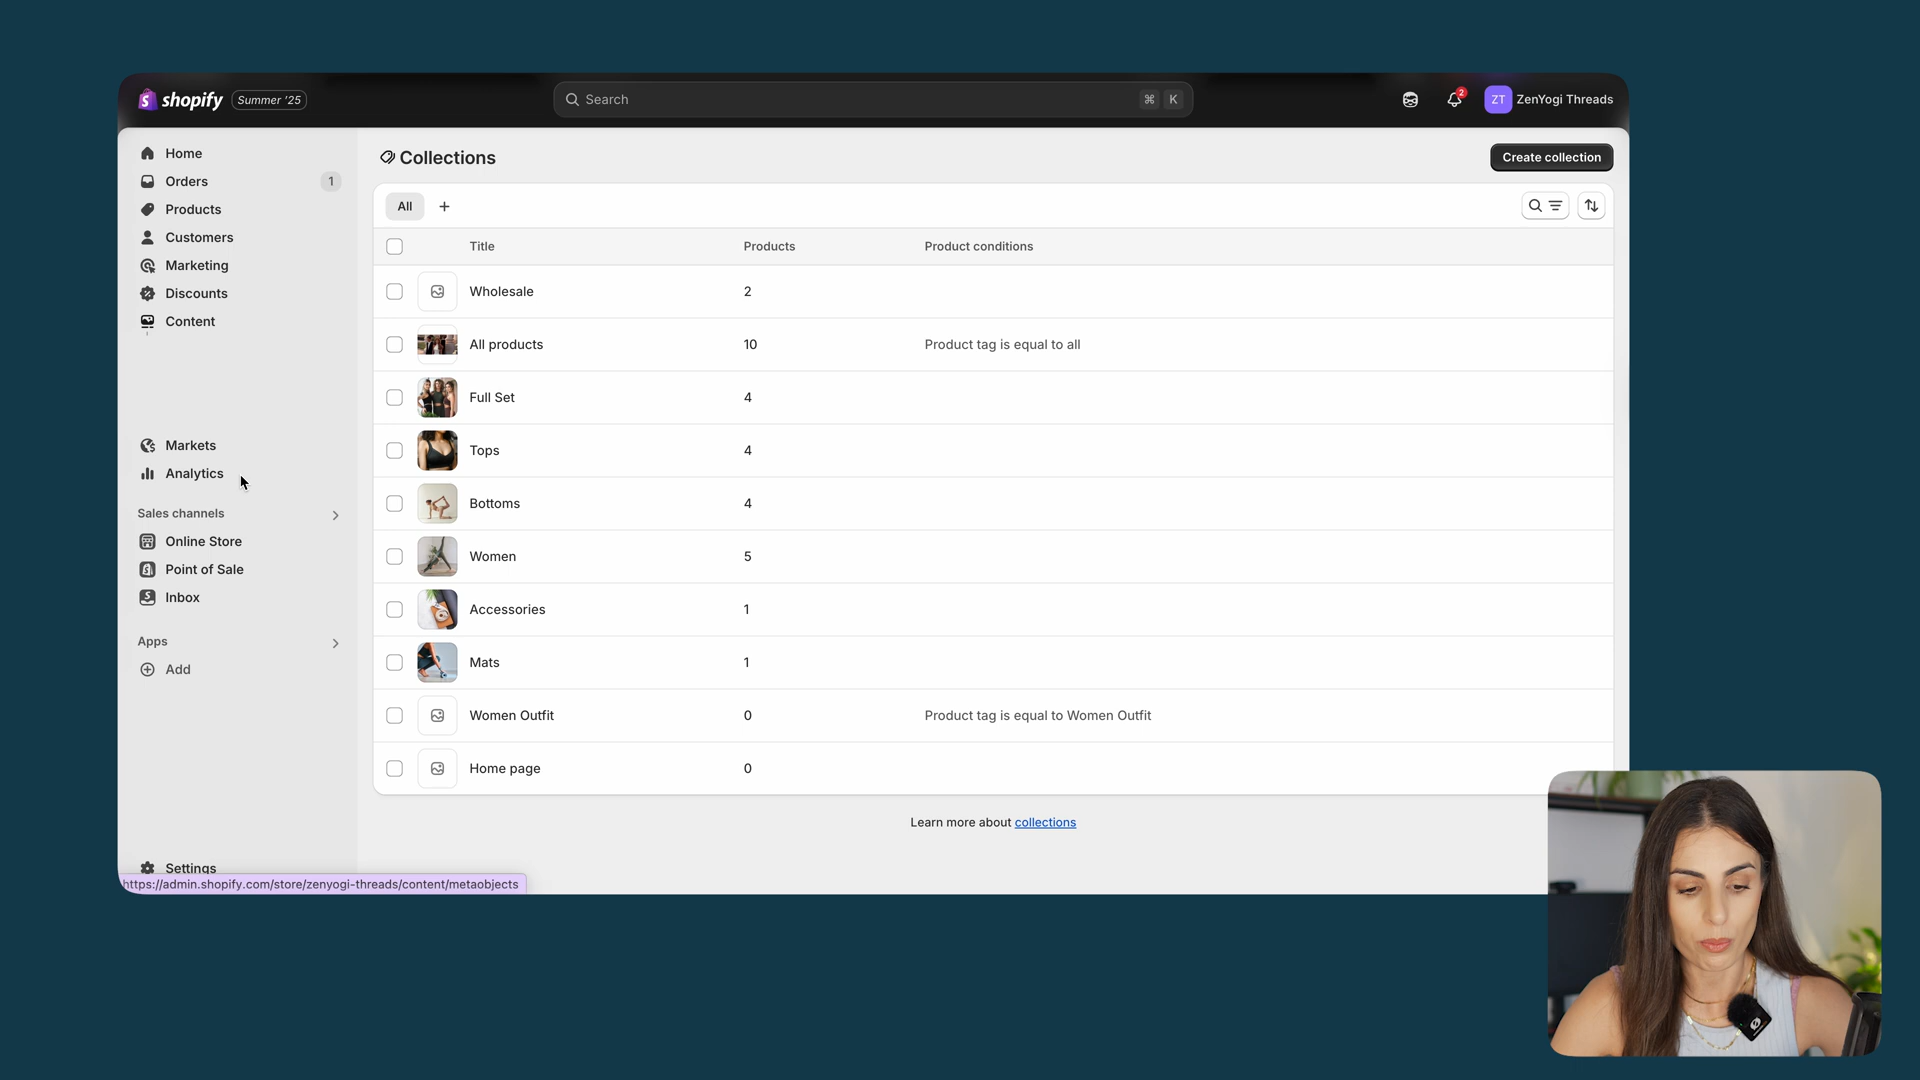 shopify Summer '25 Search ⌘ K 2 ZT ZenYogi Threads
Home
Orders 1
Products
Customers
Marketing
Discounts
Content
Markets
Analytics
Sales channels
Online Store
Point of Sale
Inbox
Apps
Add
Settings
https://admin.shopify.com/store/zenyogi-threads/content/metaobjects
Collections Create collection
All +
Title Products Product conditions
Wholesale 2
All products 10 Product tag is equal to all
Full Set 4
Tops 4
Bottoms 4
Women 5
Accessories 1
Mats 1
Women Outfit 0 Product tag is equal to Women Outfit
Home page 0
Learn more about collections